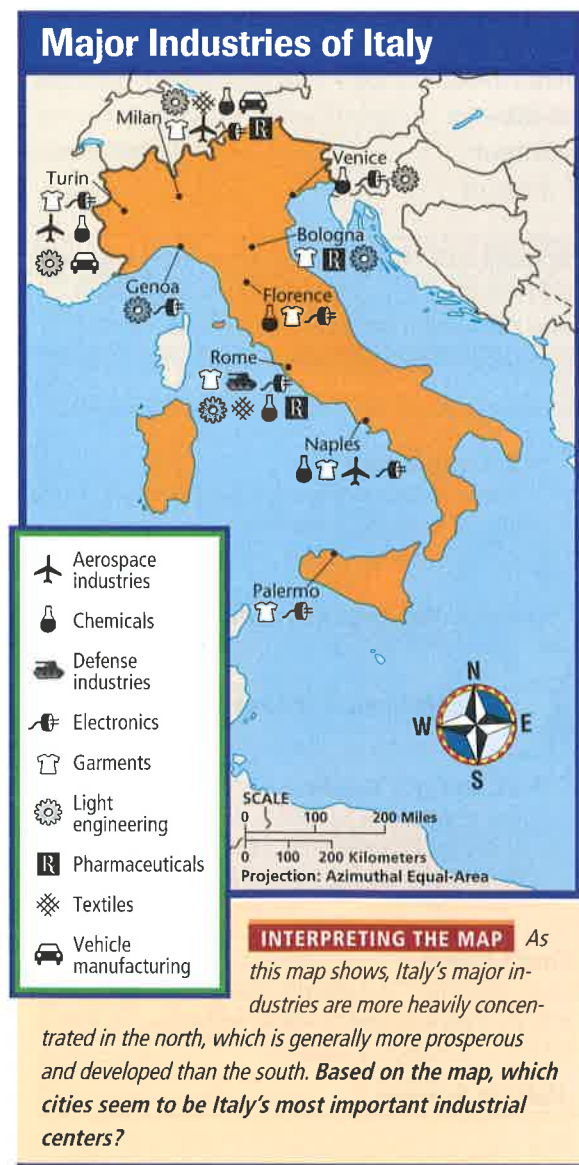 Major Industries of Italy
Milan
Venice
Turin
Bologna
Genoa
Florence
Rome
Naples
Palermo
Aerospace
industries
Chemicals
Defense
industries
Electronics
Garments
Light
engineering
Pharmaceuticals
Textiles
Vehicle
manufacturing
N
W
E
S
SCALE
0 100 200 Miles
0 100 200 Kilometers
Projection: Azimuthal Equal-Area
INTERPRETING THE MAP As
this map shows, Italy's major in-
dustries are more heavily concen-
trated in the north, which is generally more prosperous
and developed than the south. Based on the map, which
cities seem to be Italy's most important industrial
centers?